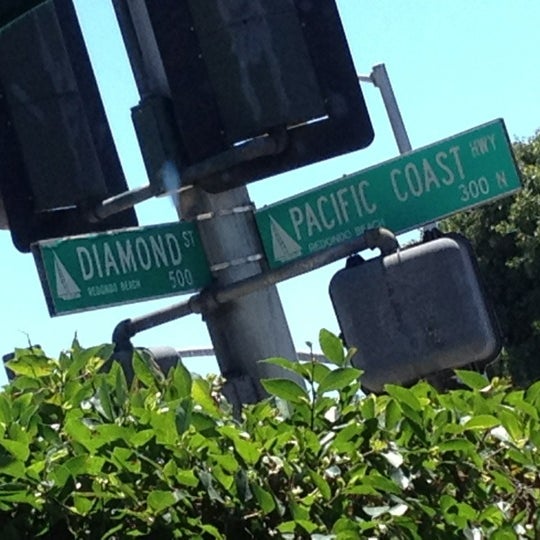 DIAMOND ST
REDONDO BEACH 500
PACIFIC COAST HWY
REDONDO BEACH 300 N